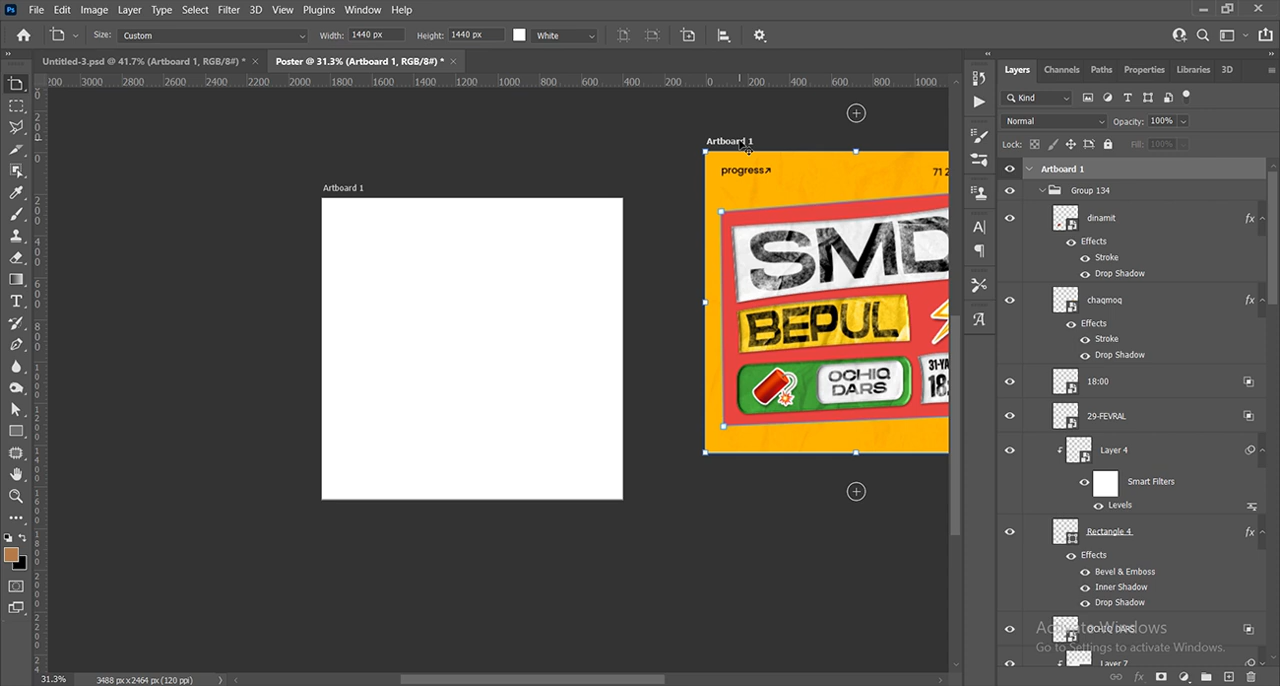 Ps File Edit Image Layer Type Select Filter 3D View Plugins Window Help
Size: Custom Width: 1440 px Height: 1440 px White
Untitled-3.psd @ 41.7% (Artboard 1, RGB/8#) * × Poster @ 31.3% (Artboard 1, RGB/8#) * ×
3000 2800 2600 2400 2200 2000 1800 1600 1400 1200 1000 800 600 400 200 0 200 400 600 800 1000
Artboard 1
Artboard 1
progress↗
71 2
SMD
BEPUL
OCHIQ
DARS
31-YA
18
Layers Channels Paths Properties Libraries 3D
Kind
Normal Opacity: 100%
Lock: Fill: 100%
Artboard 1
Group 134
dinamit fx
Effects
Stroke
Drop Shadow
chaqmoq fx
Effects
Stroke
Drop Shadow
18:00
29-FEVRAL
Layer 4
Smart Filters
Levels
Rectangle 4 fx
Effects
Bevel & Emboss
Inner Shadow
Drop Shadow
OCHIQ DARS
Layer 7
Activate Windows
Go to Settings to activate Windows.
31.3% 3488 px x 2464 px (120 ppi)